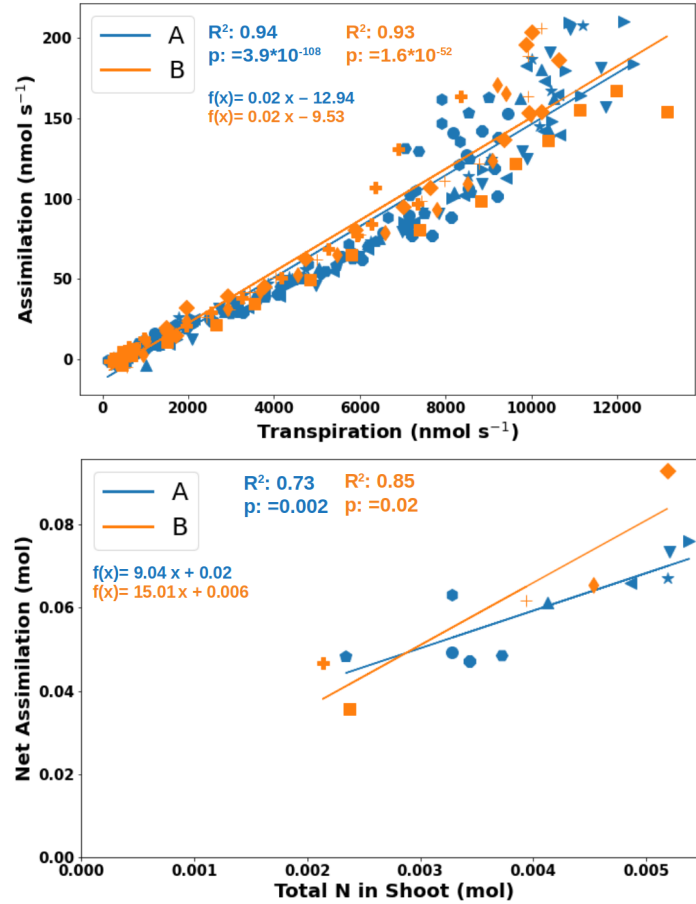 A
B
R²: 0.94
p: =3.9*10⁻¹⁰⁸
R²: 0.93
p: =1.6*10⁻⁵²
f(x)= 0.02 x – 12.94
f(x)= 0.02 x – 9.53
Assimilation (nmol s⁻¹)
200
150
100
50
0
0 2000 4000 6000 8000 10000 12000
Transpiration (nmol s⁻¹)
A
B
R²: 0.73
p: =0.002
R²: 0.85
p: =0.02
f(x)= 9.04 x + 0.02
f(x)= 15.01 x + 0.006
Net Assimilation (mol)
0.08
0.06
0.04
0.02
0.00
0.000 0.001 0.002 0.003 0.004 0.005
Total N in Shoot (mol)